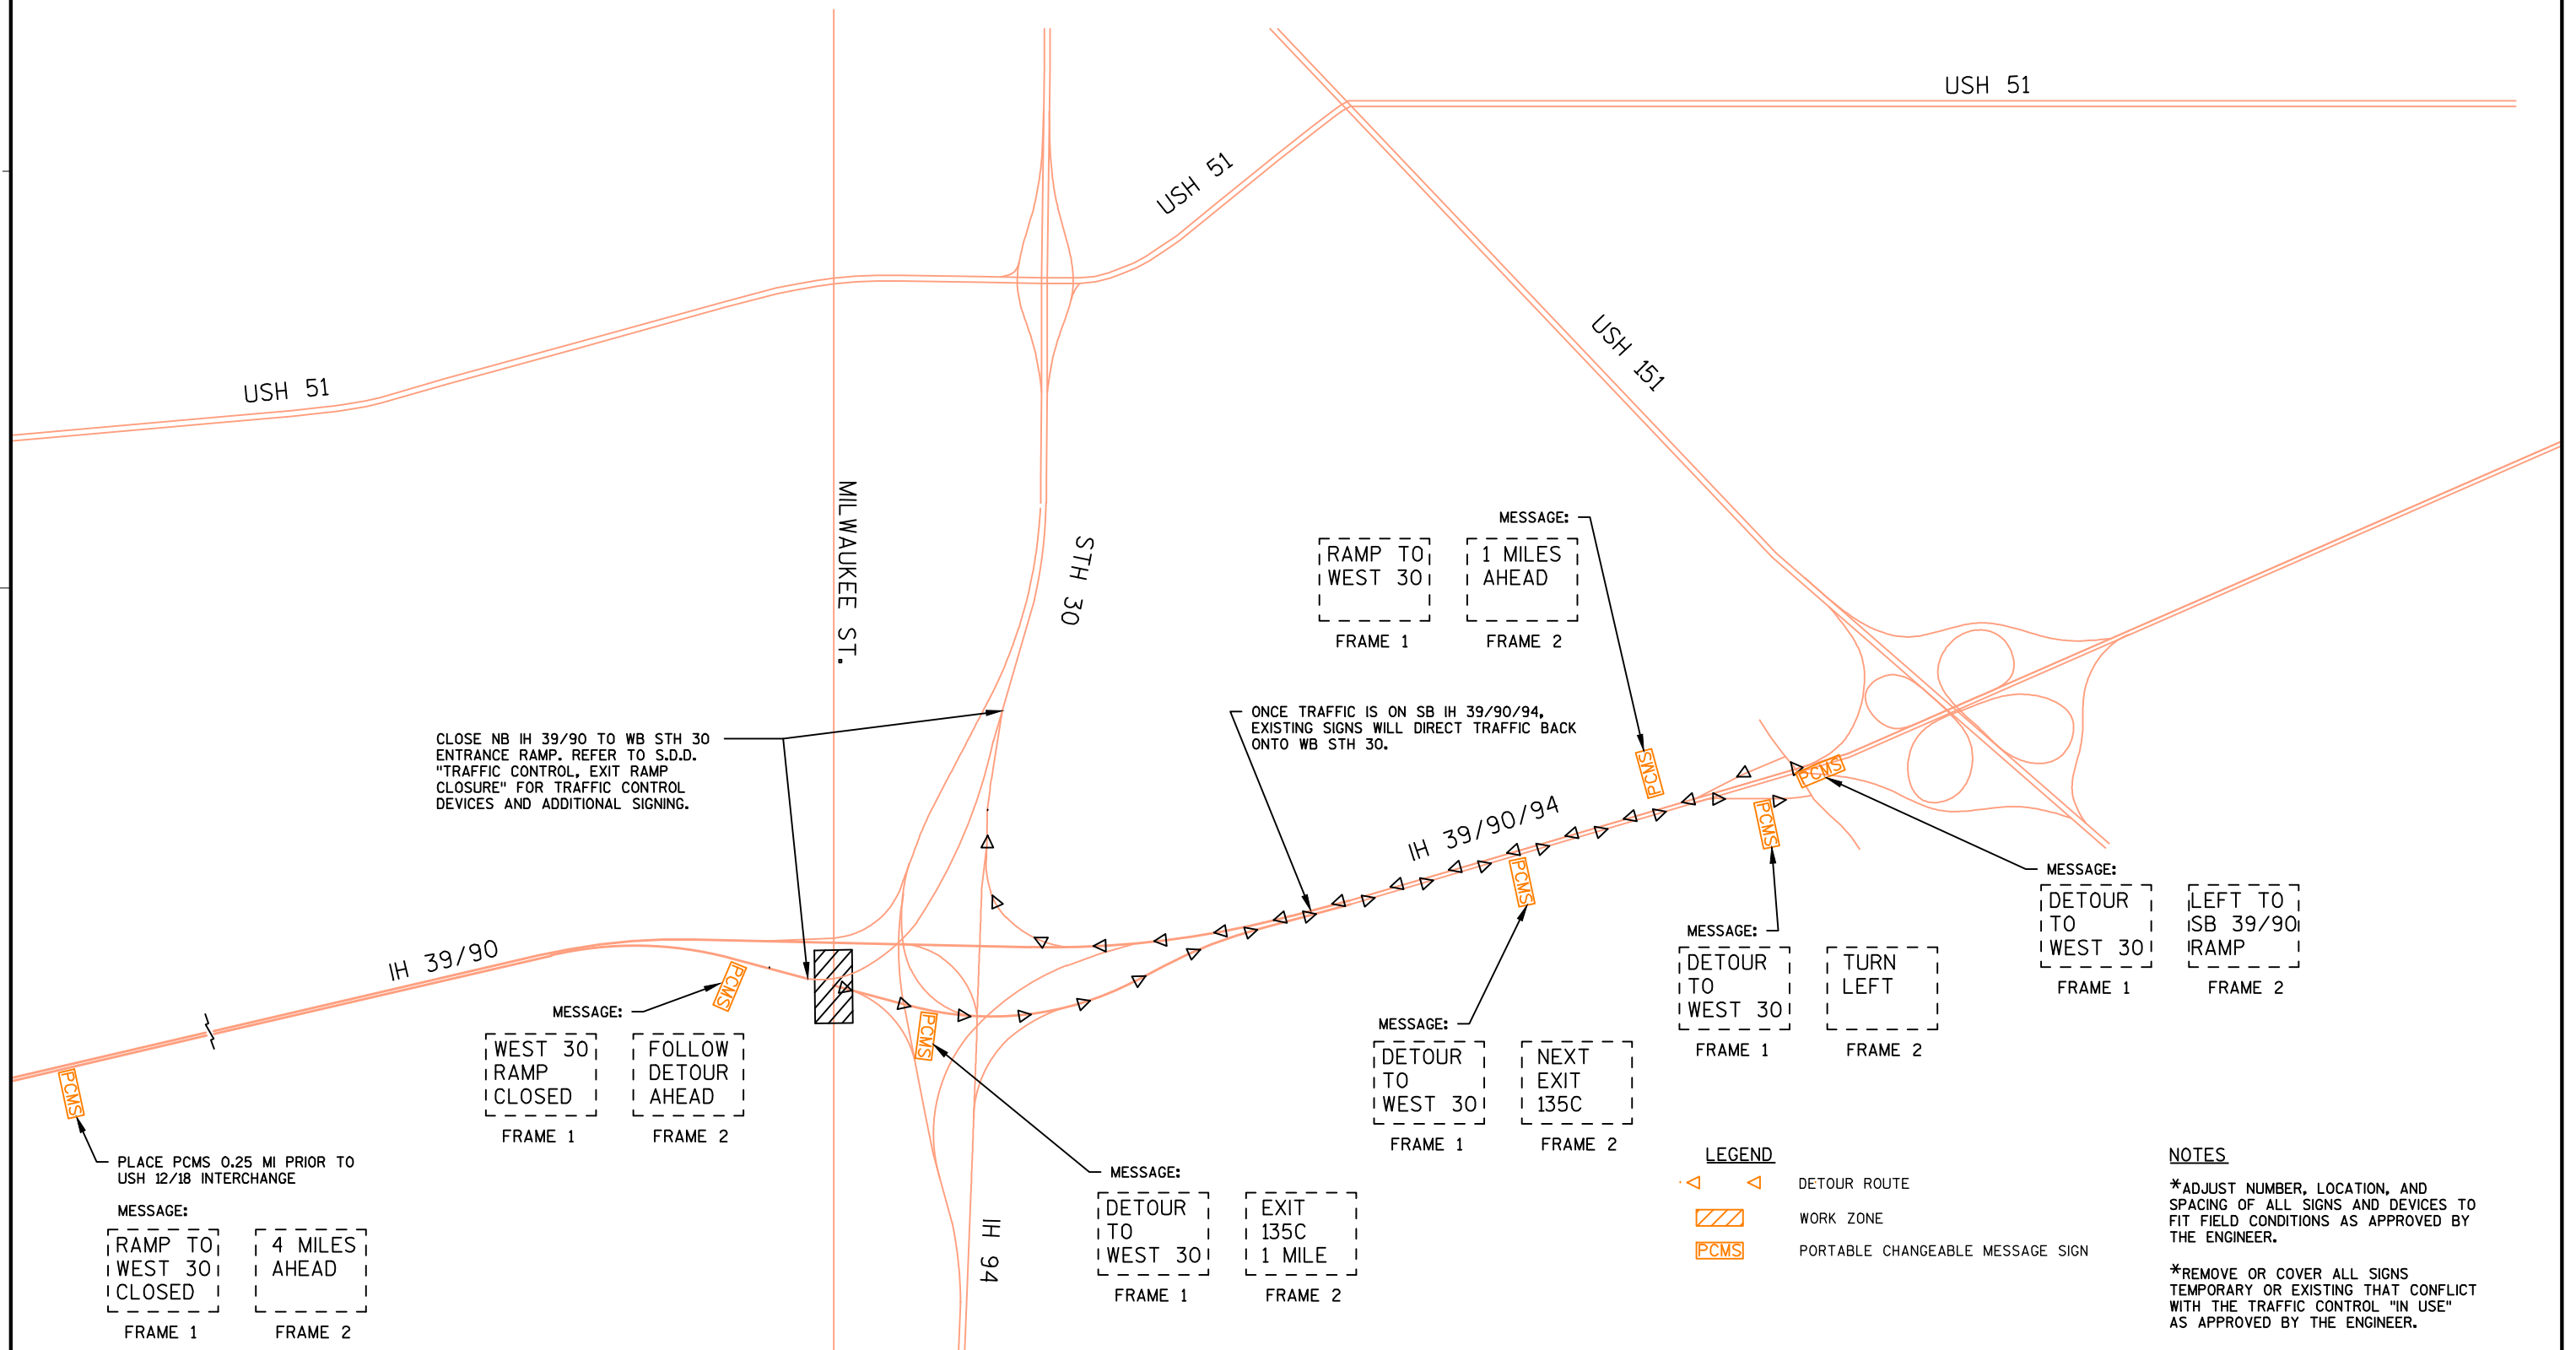 USH 51
USH 51
USH 51
USH 151
MILWAUKEE ST.
STH 30
MESSAGE:
RAMP TO
WEST 30
FRAME 1
1 MILES
AHEAD
FRAME 2
PCMS
CLOSE NB IH 39/90 TO WB STH 30
ENTRANCE RAMP. REFER TO S.D.D.
"TRAFFIC CONTROL, EXIT RAMP
CLOSURE" FOR TRAFFIC CONTROL
DEVICES AND ADDITIONAL SIGNING.
ONCE TRAFFIC IS ON SB IH 39/90/94,
EXISTING SIGNS WILL DIRECT TRAFFIC BACK
ONTO WB STH 30.
IH 39/90/94
PCMS
PCMS
PCMS
MESSAGE:
DETOUR
TO
WEST 30
FRAME 1
LEFT TO
SB 39/90
RAMP
FRAME 2
MESSAGE:
DETOUR
TO
WEST 30
FRAME 1
TURN
LEFT
FRAME 2
IH 39/90
PCMS
MESSAGE:
WEST 30
RAMP
CLOSED
FRAME 1
FOLLOW
DETOUR
AHEAD
FRAME 2
PCMS
MESSAGE:
DETOUR
TO
WEST 30
FRAME 1
NEXT
EXIT
135C
FRAME 2
PCMS
PLACE PCMS 0.25 MI PRIOR TO
USH 12/18 INTERCHANGE
MESSAGE:
RAMP TO
WEST 30
CLOSED
FRAME 1
4 MILES
AHEAD
FRAME 2
IH 94
MESSAGE:
DETOUR
TO
WEST 30
FRAME 1
EXIT
135C
1 MILE
FRAME 2
LEGEND
DETOUR ROUTE
WORK ZONE
PCMS PORTABLE CHANGEABLE MESSAGE SIGN
NOTES
*ADJUST NUMBER, LOCATION, AND
SPACING OF ALL SIGNS AND DEVICES TO
FIT FIELD CONDITIONS AS APPROVED BY
THE ENGINEER.
*REMOVE OR COVER ALL SIGNS
TEMPORARY OR EXISTING THAT CONFLICT
WITH THE TRAFFIC CONTROL "IN USE"
AS APPROVED BY THE ENGINEER.